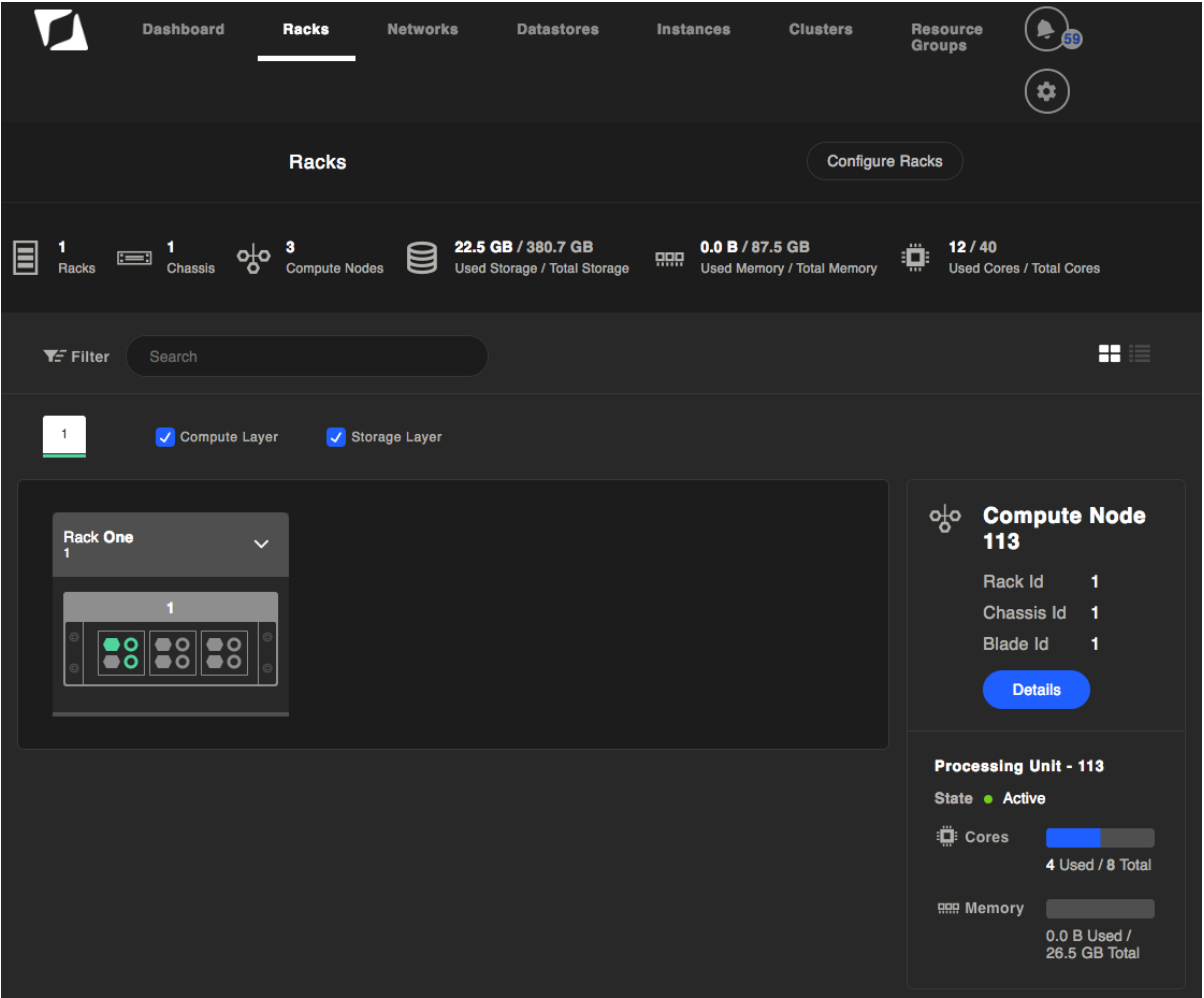 Dashboard
Racks
Networks
Datastores
Instances
Clusters
Resource
Groups
59
Racks
Configure Racks
1
Racks
1
Chassis
3
Compute Nodes
22.5 GB / 380.7 GB
Used Storage / Total Storage
0.0 B / 87.5 GB
Used Memory / Total Memory
12 / 40
Used Cores / Total Cores
Filter
Search
1
Compute Layer
Storage Layer
Rack One
1
1
Compute Node
113
Rack Id 1
Chassis Id 1
Blade Id 1
Details
Processing Unit - 113
State Active
Cores
4 Used / 8 Total
Memory
0.0 B Used /
26.5 GB Total